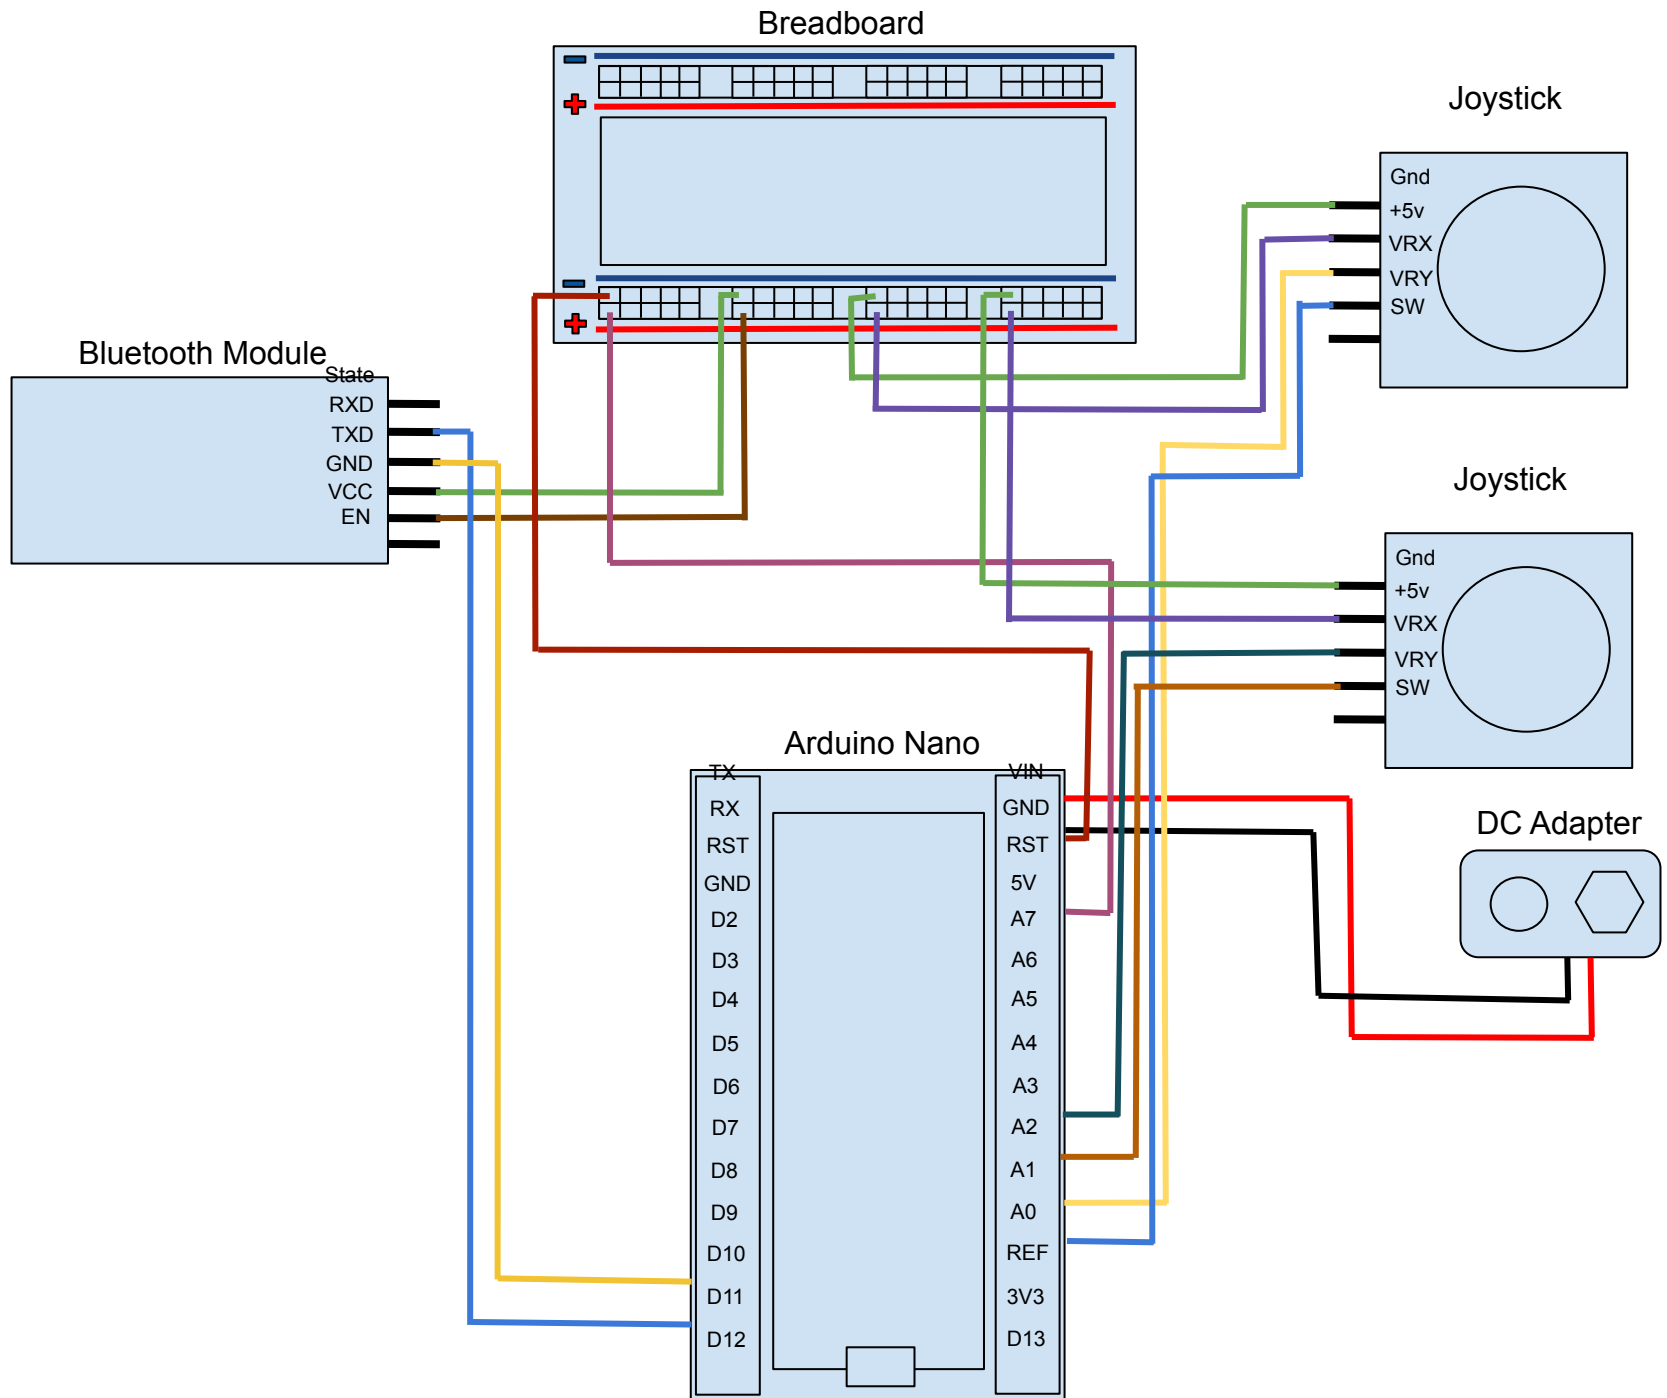 Breadboard
Joystick
Gnd
+5v
VRX
VRY
SW
Bluetooth Module
State
RXD
TXD
GND
VCC
EN
Joystick
Gnd
+5v
VRX
VRY
SW
Arduino Nano
TX
RX
RST
GND
D2
D3
D4
D5
D6
D7
D8
D9
D10
D11
D12
VIN
GND
RST
5V
A7
A6
A5
A4
A3
A2
A1
A0
REF
3V3
D13
DC Adapter